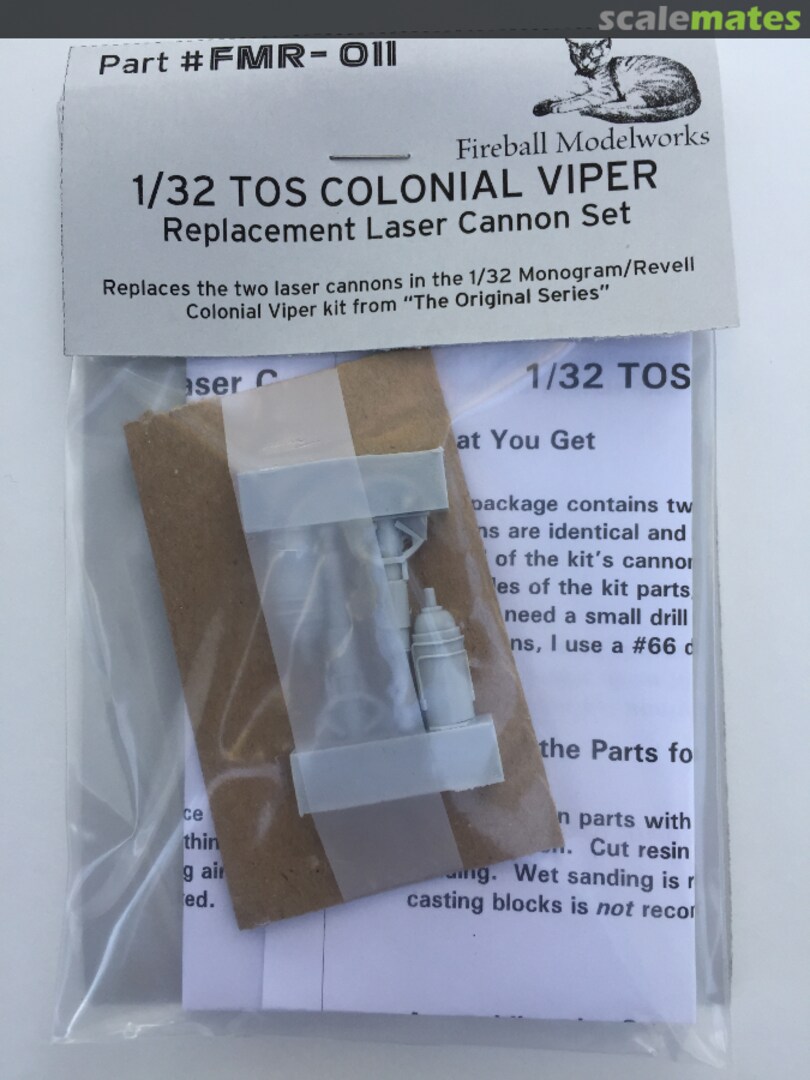 scalemates
Part #FMR-011
Fireball Modelworks
1/32 TOS COLONIAL VIPER
Replacement Laser Cannon Set
Replaces the two laser cannons in the 1/32 Monogram/Revell
Colonial Viper kit from "The Original Series"
aser C
1/32 TOS
at You Get
package contains tw
ns are identical and
of the kit's cannon
les of the kit parts
need a small drill
ns, I use a #66 d
the Parts fo
n parts with
Cut resin
Wet sanding is r
casting blocks is not recor
ce
thin
g air
ed.